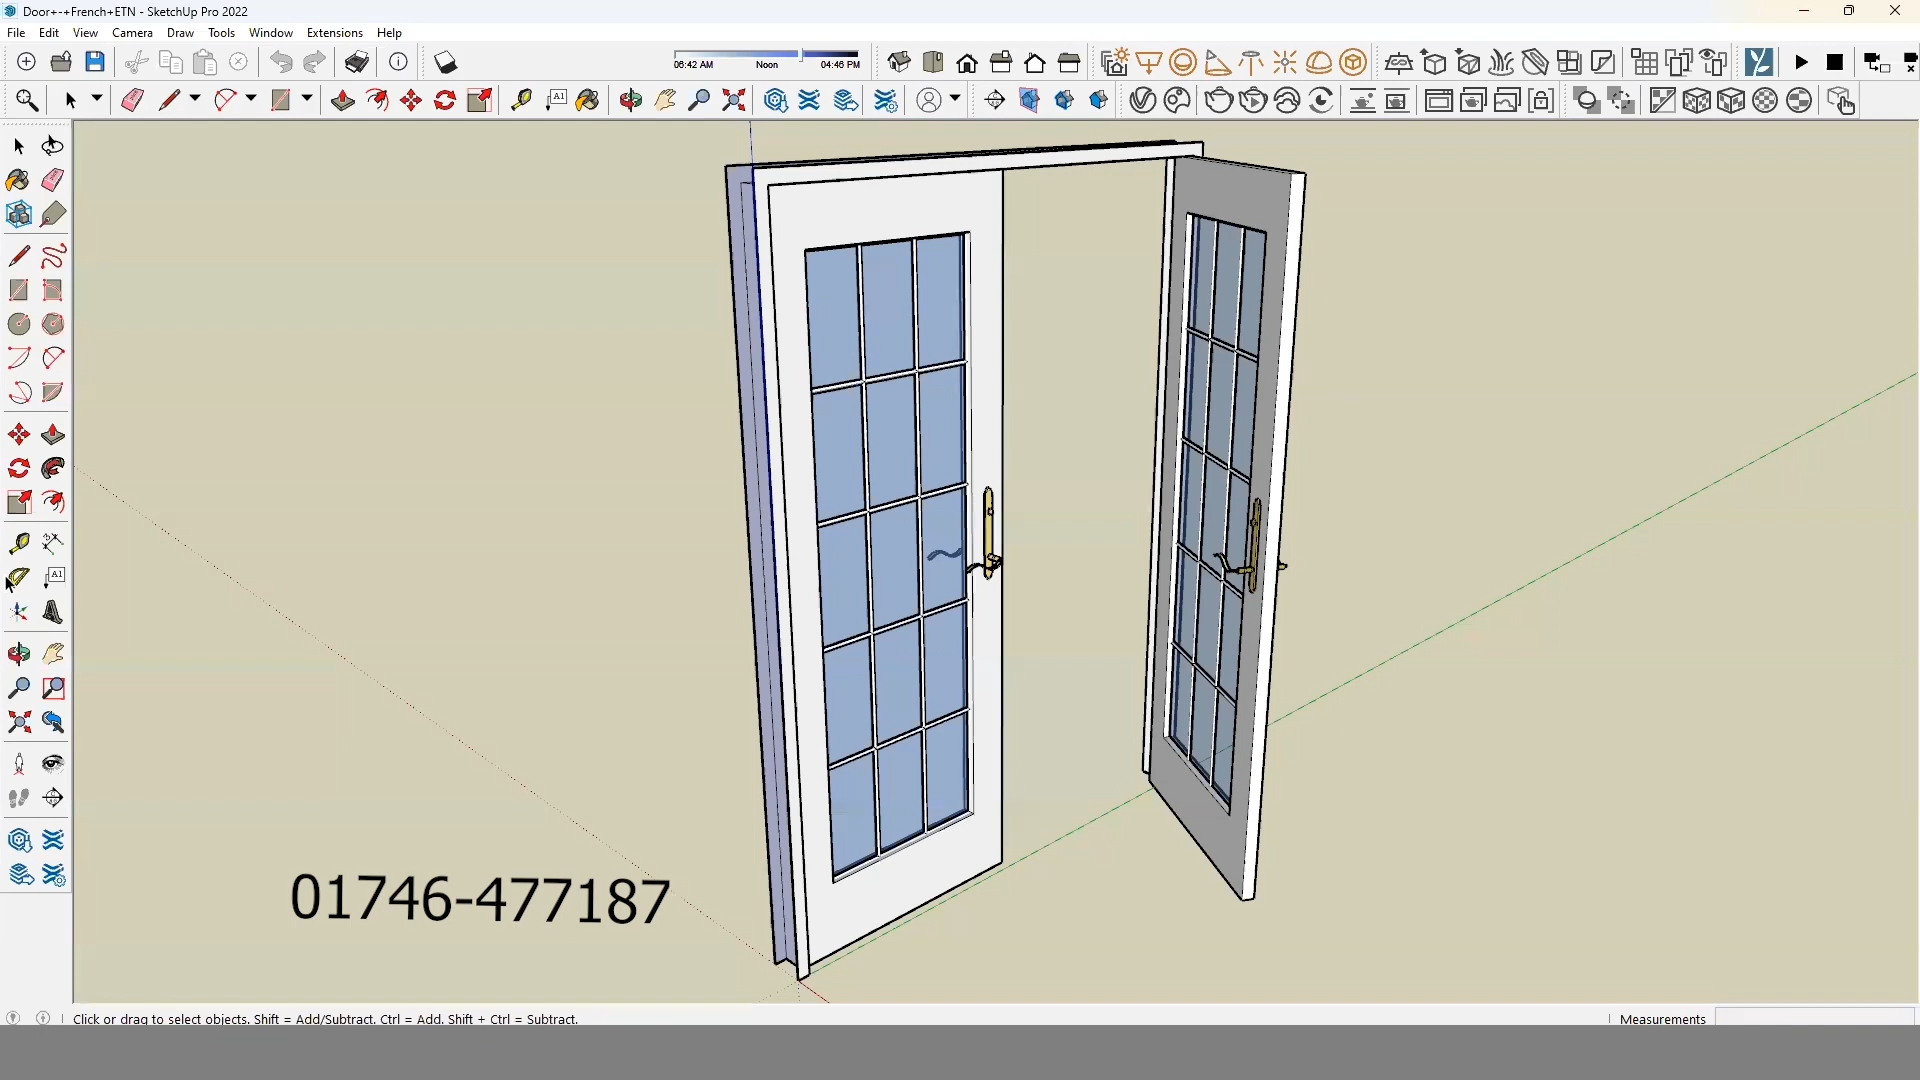 Door+-+French+ETN - SketchUp Pro 2022
File Edit View Camera Draw Tools Window Extensions Help
06:42 AM Noon 04:46 PM
A1
A1
01746-477187
Click or drag to select objects. Shift = Add/Subtract. Ctrl = Add. Shift + Ctrl = Subtract.
Measurements